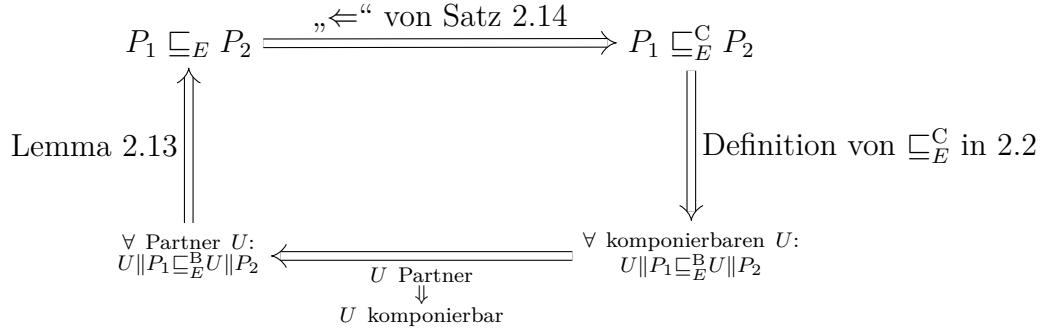 „⇐“ von Satz 2.14
P₁ ⊑_E P₂
P₁ ⊑_E^C P₂
Lemma 2.13
Definition von ⊑_E^C in 2.2
∀ Partner U:
U‖P₁⊑_E^B U‖P₂
∀ komponierbaren U:
U‖P₁⊑_E^B U‖P₂
U Partner
⇓
U komponierbar